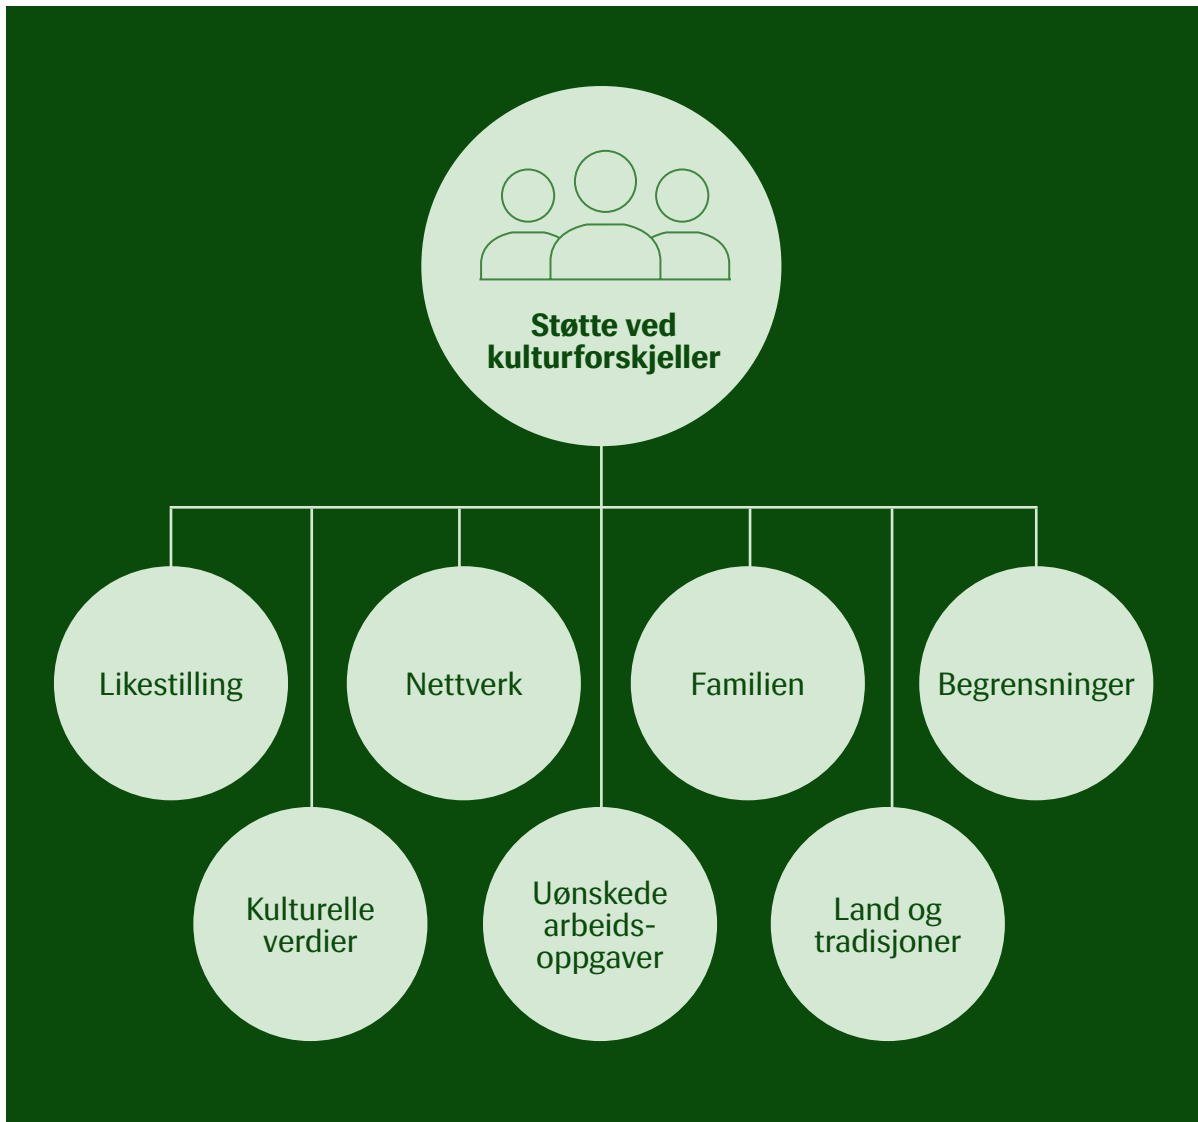 Støtte ved
kulturforskjeller
Likestilling
Nettverk
Familien
Begrensninger
Kulturelle
verdier
Uønskede
arbeids-
oppgaver
Land og
tradisjoner